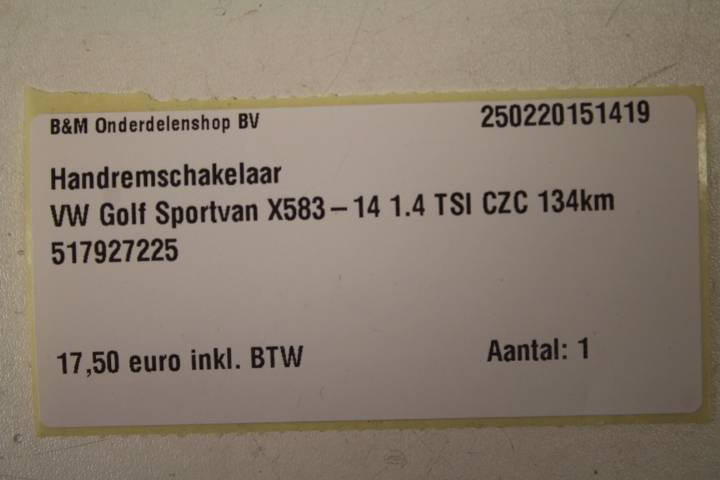 B&M Onderdelenshop BV 250220151419
Handremschakelaar
VW Golf Sportvan X583-14 1.4 TSI CZC 134km
517927225
17,50 euro inkl. BTW Aantal: 1